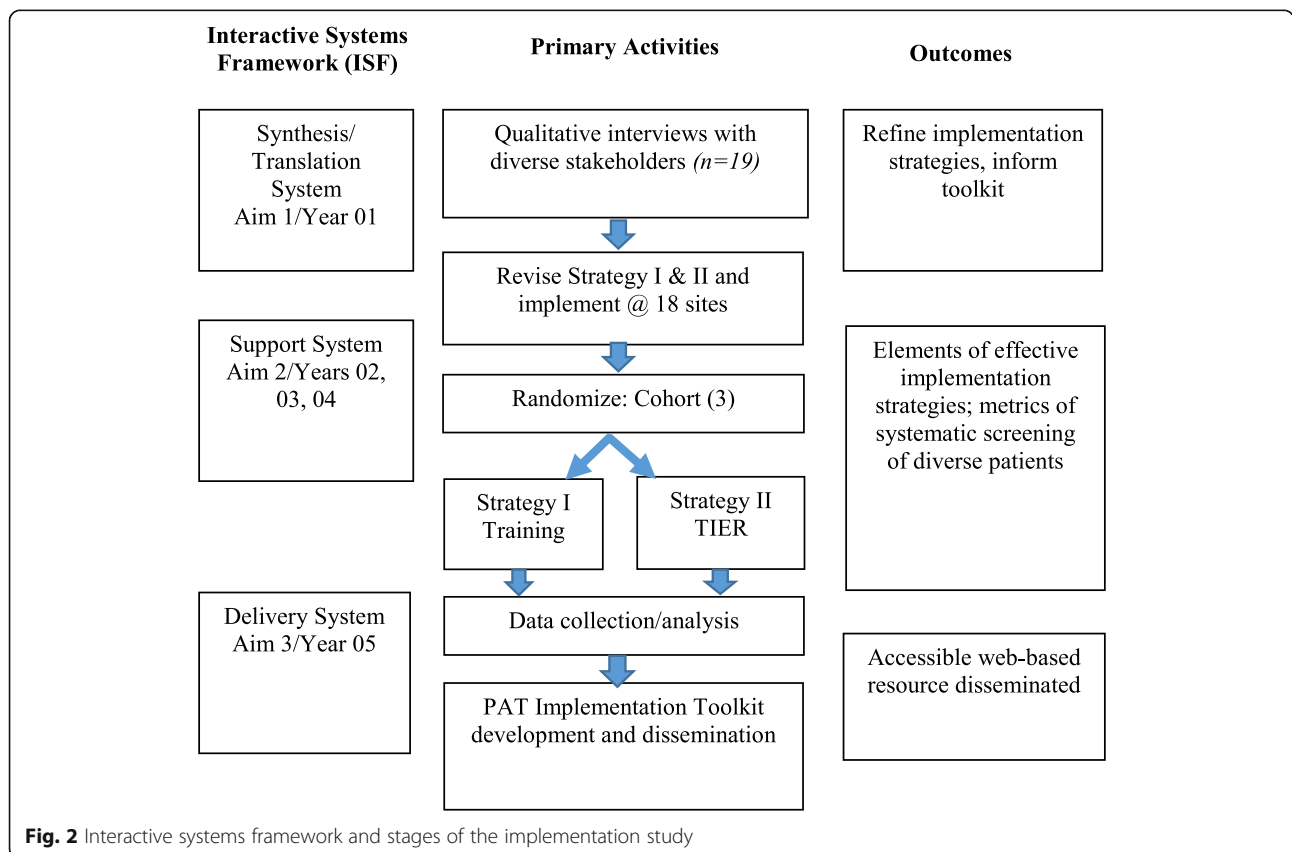 Interactive Systems
Framework (ISF)
Primary Activities
Outcomes
Synthesis/
Translation
System
Aim 1/Year 01
Qualitative interviews with
diverse stakeholders (n=19)
Refine implementation
strategies, inform
toolkit
Revise Strategy I & II and
implement @ 18 sites
Support System
Aim 2/Years 02,
03, 04
Randomize: Cohort (3)
Elements of effective
implementation
strategies; metrics of
systematic screening
of diverse patients
Strategy I
Training
Strategy II
TIER
Delivery System
Aim 3/Year 05
Data collection/analysis
Accessible web-based
resource disseminated
PAT Implementation Toolkit
development and dissemination
Fig. 2 Interactive systems framework and stages of the implementation study